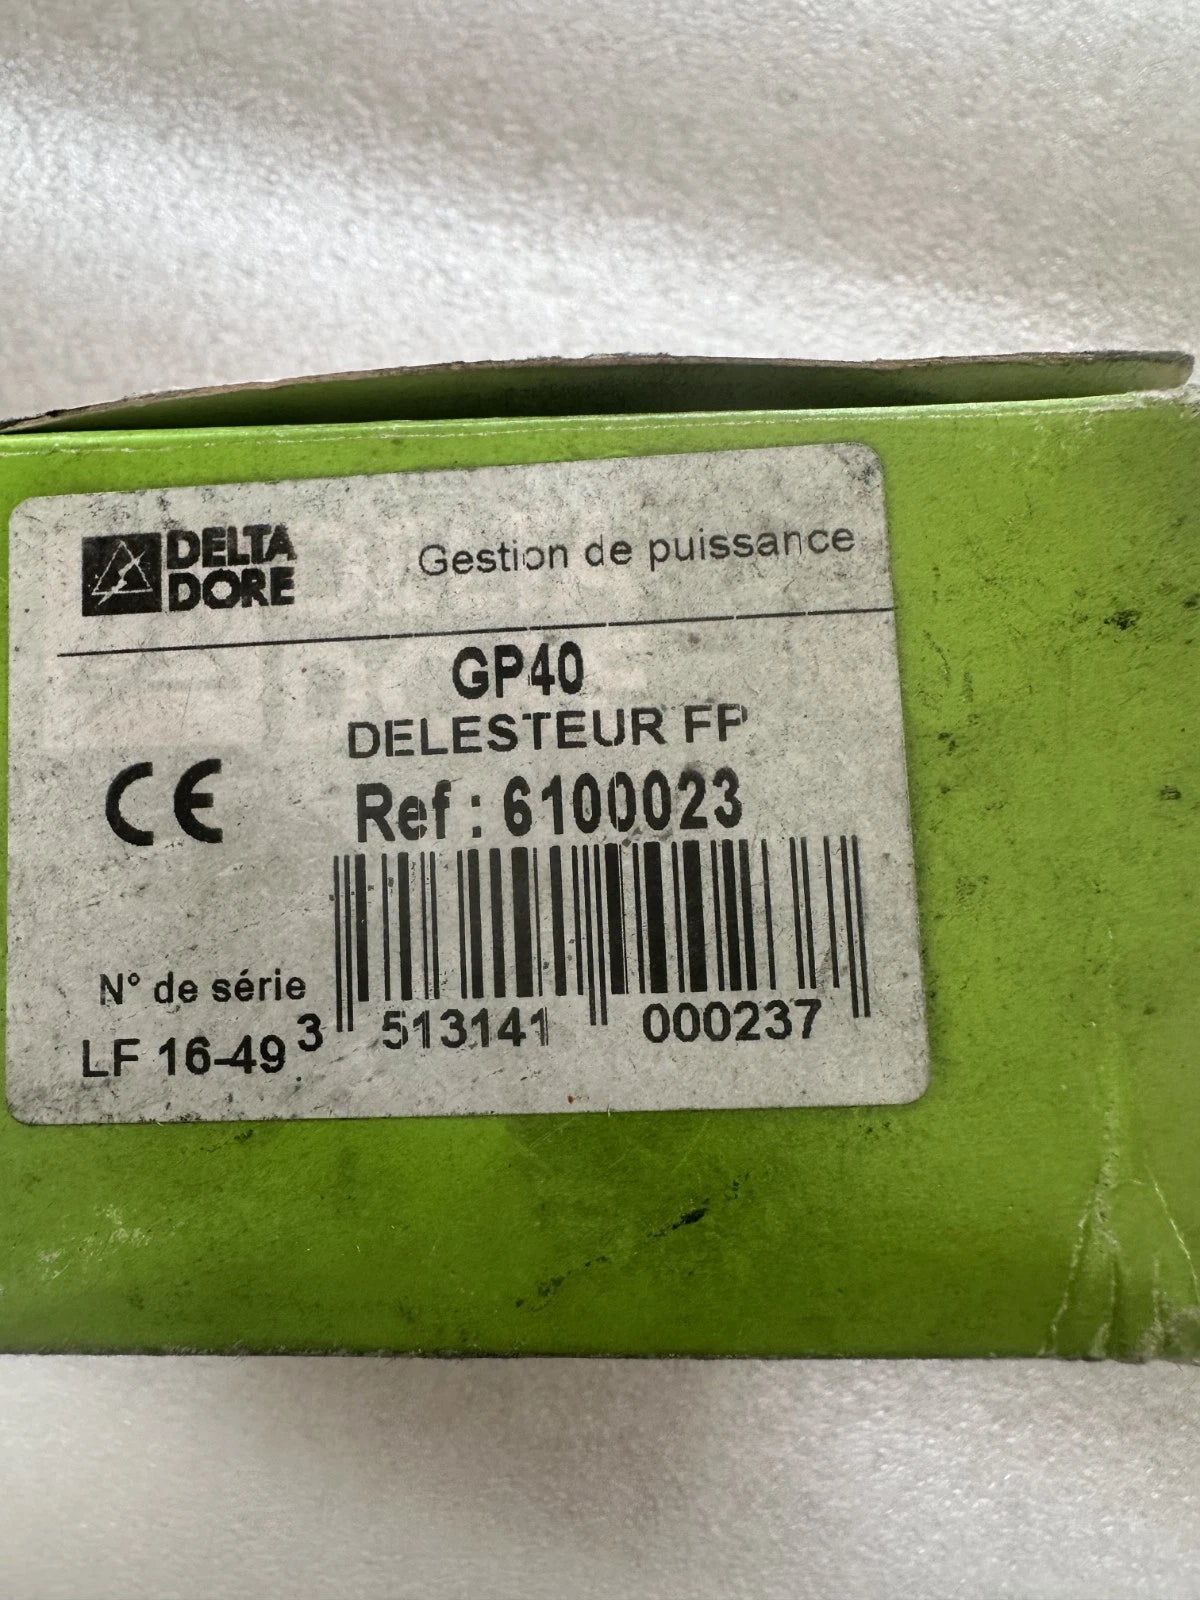 DELTA
DORE
Gestion de puissance
GP40
DELESTEUR FP
Ref : 6100023
CE
N° de série
LF 16-49
3 513141 000237